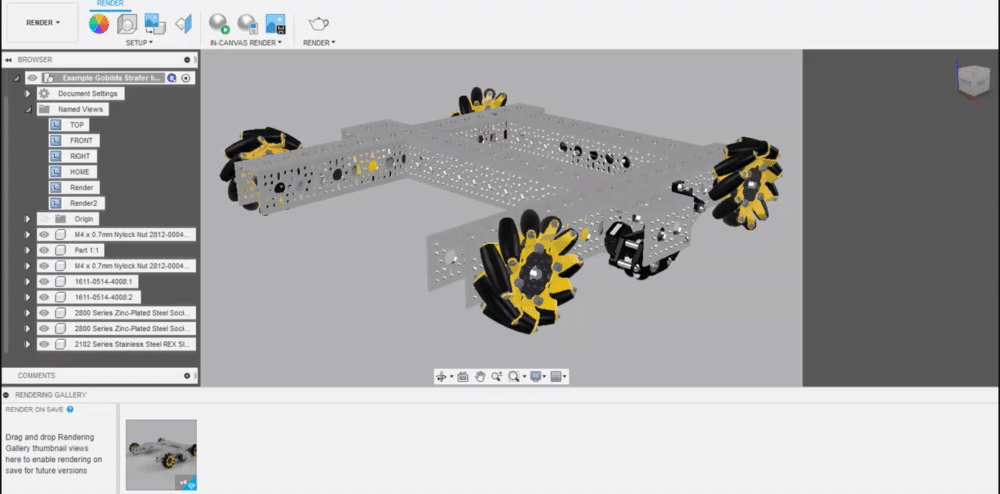 RENDER
RENDER ▾
SETUP ▾
IN-CANVAS RENDER ▾
RENDER ▾
BROWSER
Example Gobilda Strafer b...
Document Settings
Named Views
TOP
FRONT
RIGHT
HOME
Render
Render2
Origin
M4 x 0.7mm Nylock Nut 2812-0004...
Part 1:1
M4 x 0.7mm Nylock Nut 2812-0004...
1611-0514-4008:1
1611-0514-4008:2
2800 Series Zinc-Plated Steel Soci...
2800 Series Zinc-Plated Steel Soci...
2102 Series Stainless Steel REX Sl...
COMMENTS
RENDERING GALLERY
RENDER ON SAVE
Drag and drop Rendering
Gallery thumbnail views
here to enable rendering on
save for future versions